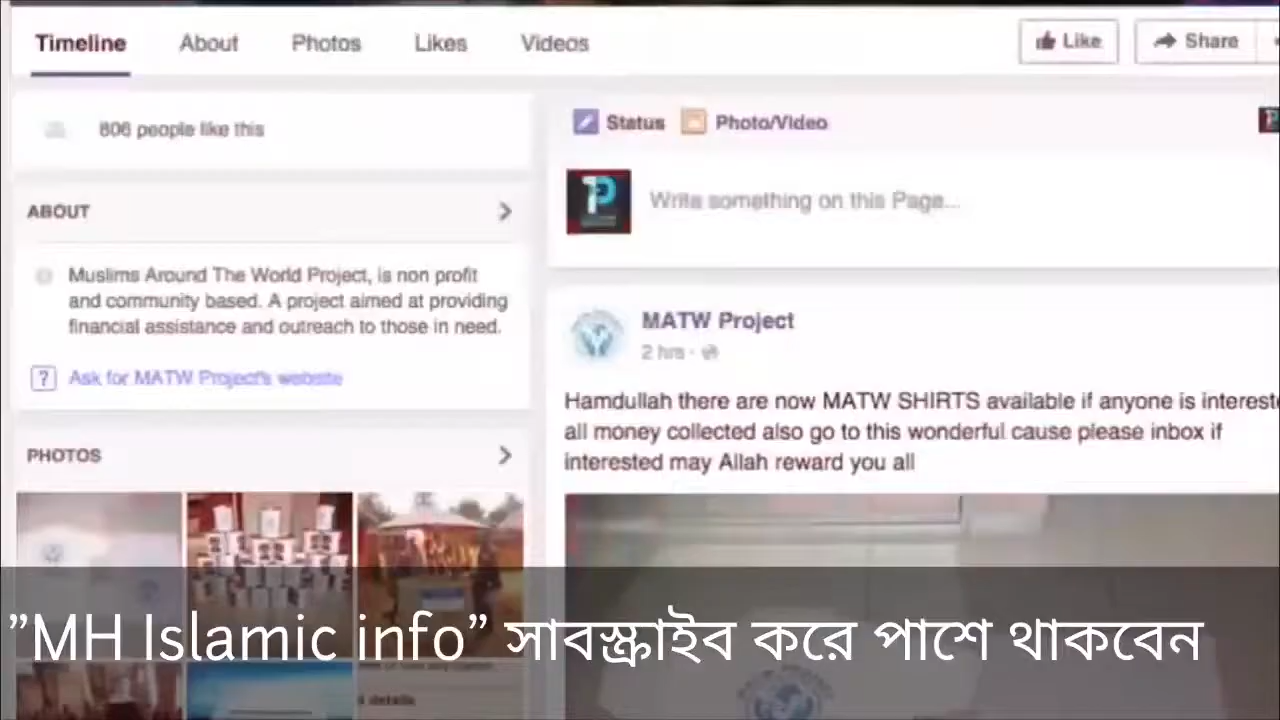 Timeline About Photos Likes Videos Like Share
806 people like this
ABOUT
Muslims Around The World Project, is non profit
and community based. A project aimed at providing
financial assistance and outreach to those in need.
? Ask for MATW Project's website
PHOTOS
Status Photo/Video
Write something on this Page...
MATW Project
2 hrs ·
Hamdullah there are now MATW SHIRTS available if anyone is intereste
all money collected also go to this wonderful cause please inbox if
interested may Allah reward you all
details
"MH Islamic info" সাবস্ক্রাইব করে পাশে থাকবেন